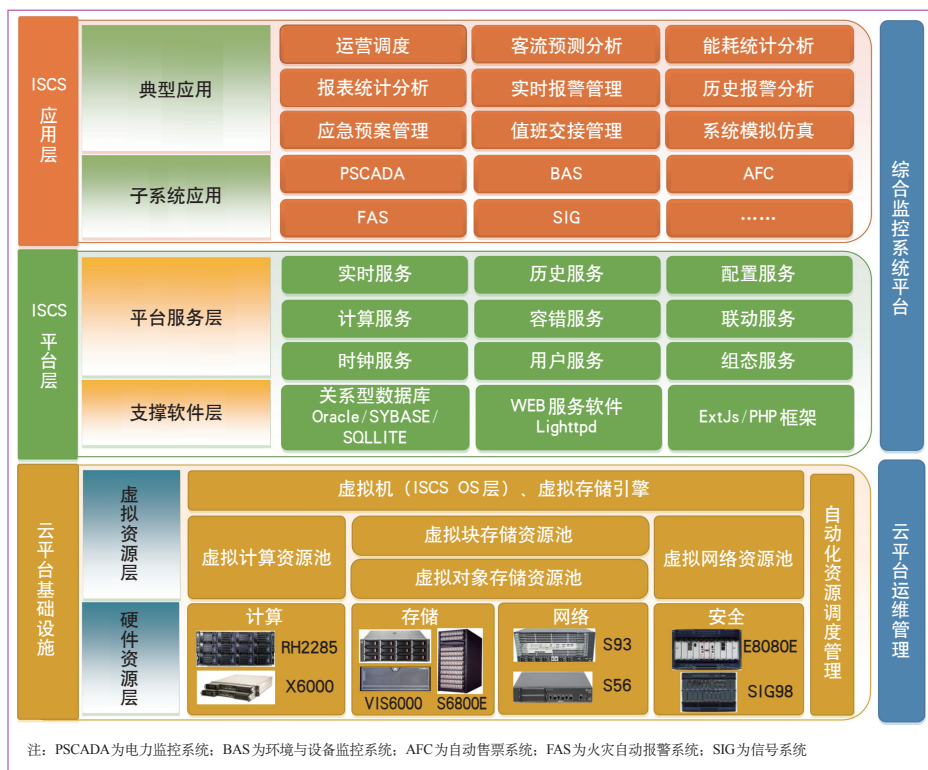 ISCS
应用层
典型应用
运营调度
客流预测分析
能耗统计分析
报表统计分析
实时报警管理
历史报警分析
应急预案管理
值班交接管理
系统模拟仿真
子系统应用
PSCADA
BAS
AFC
FAS
SIG
……
综合监控系统平台
ISCS
平台层
平台服务层
实时服务
历史服务
配置服务
计算服务
容错服务
联动服务
时钟服务
用户服务
组态服务
支撑软件层
关系型数据库
Oracle/SYBASE/
SQLLITE
WEB服务软件
Lighttpd
ExtJs/PHP框架
云平台基础设施
虚拟资源层
虚拟机（ISCS OS层）、虚拟存储引擎
虚拟计算资源池
虚拟块存储资源池
虚拟对象存储资源池
虚拟网络资源池
自动化资源调度管理
云平台运维管理
硬件资源层
计算
RH2285
X6000
存储
VIS6000
S6800E
网络
S93
S56
安全
E8080E
SIG98
注：PSCADA为电力监控系统；BAS为环境与设备监控系统；AFC为自动售票系统；FAS为火灾自动报警系统；SIG为信号系统